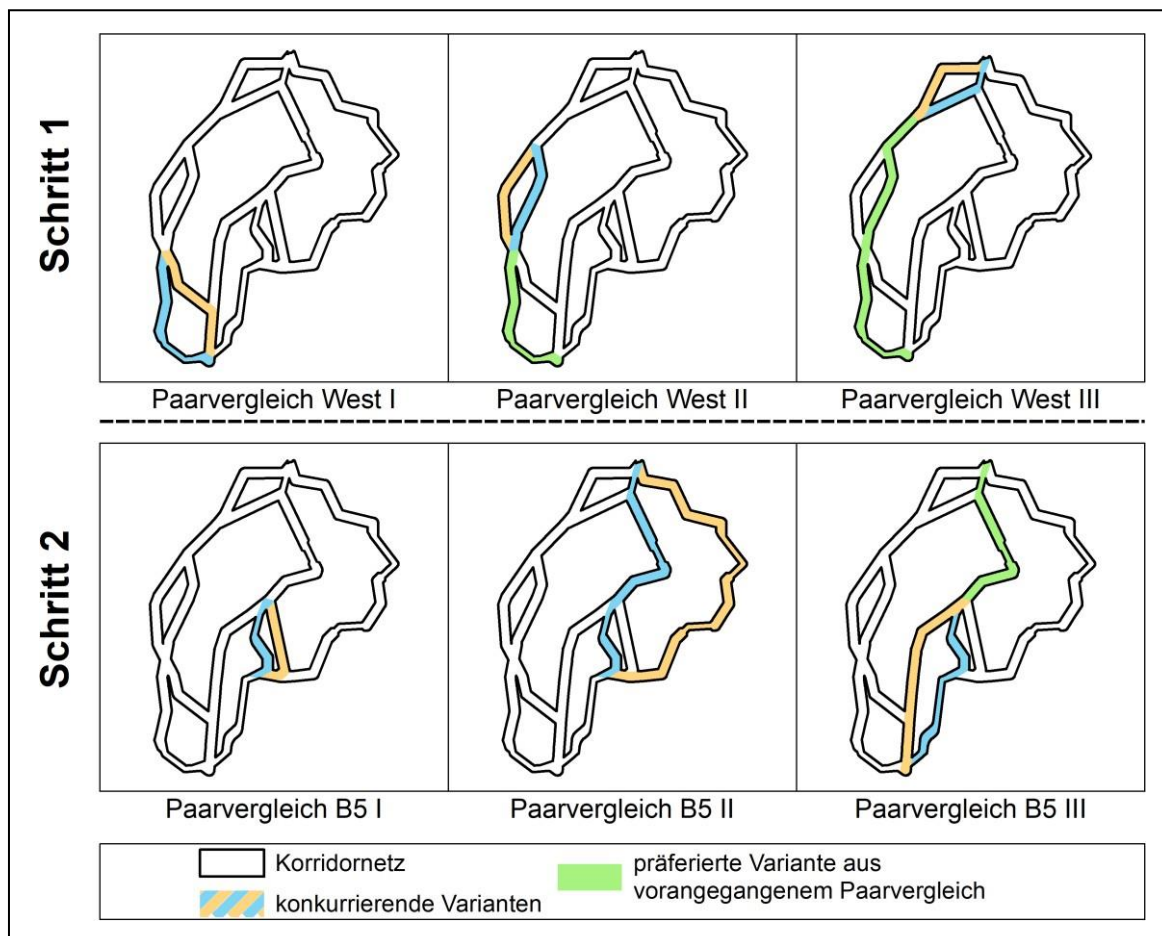 Schritt 1
Paarvergleich West I
Paarvergleich West II
Paarvergleich West III
Schritt 2
Paarvergleich B5 I
Paarvergleich B5 II
Paarvergleich B5 III
Korridornetz
konkurrierende Varianten
präferierte Variante aus
vorangegangenem Paarvergleich